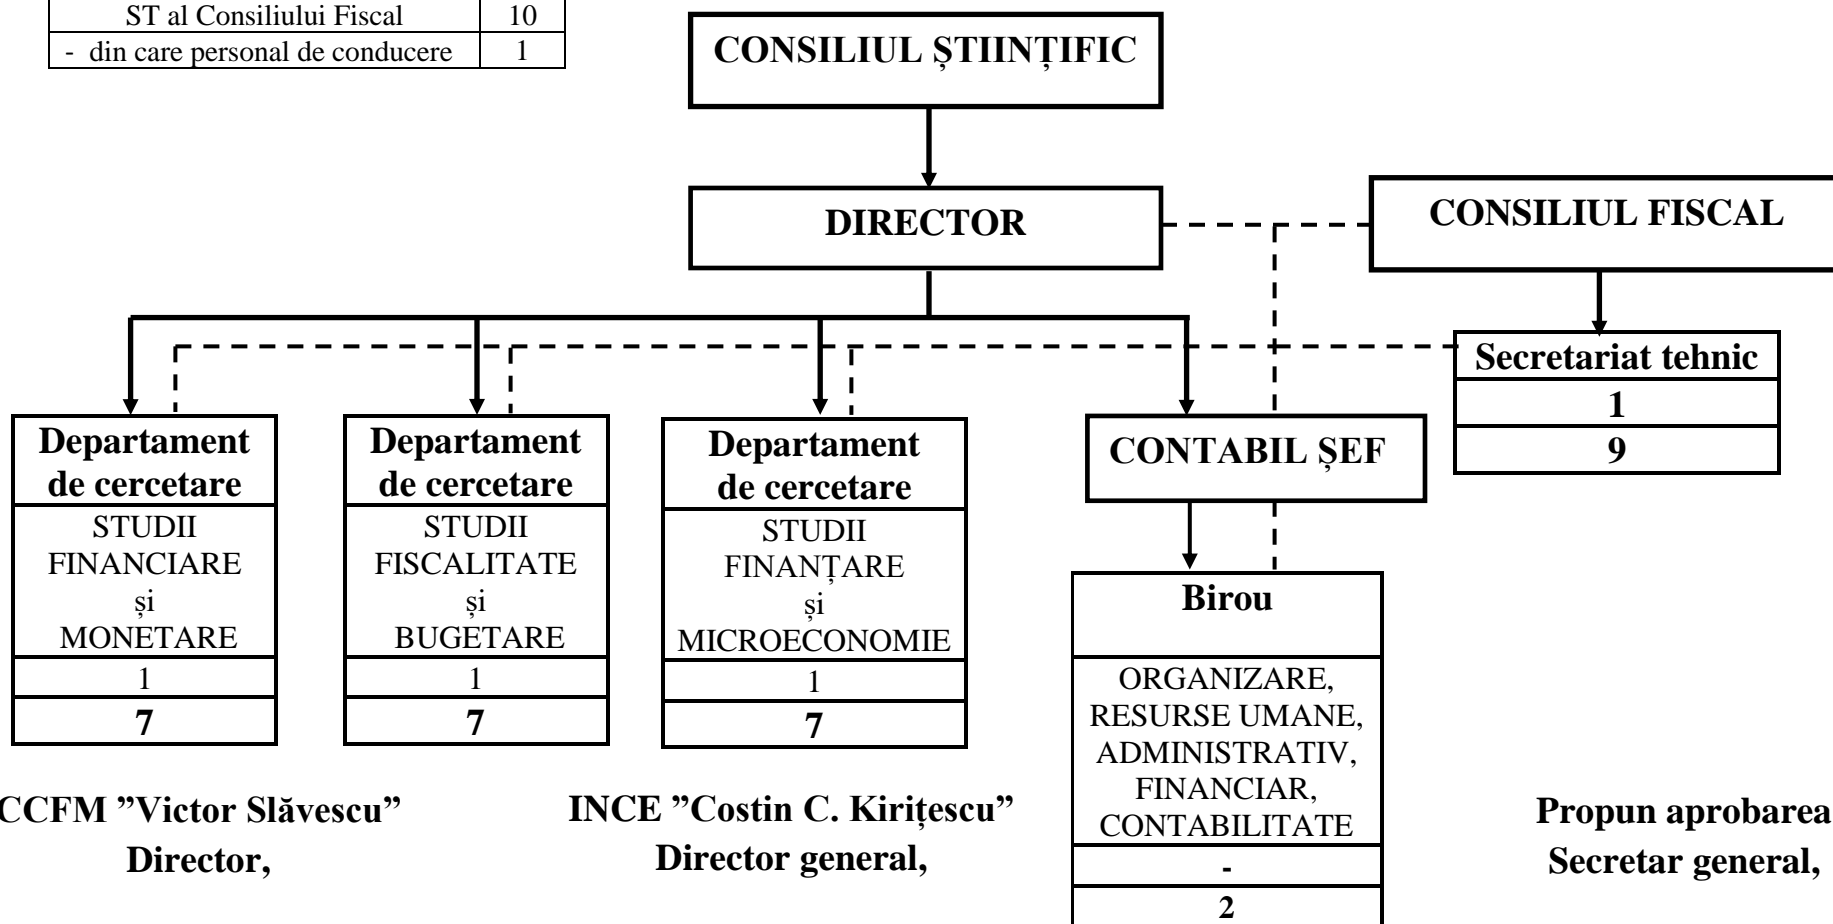 ST al Consiliului Fiscal 10
- din care personal de conducere 1
CONSILIUL ȘTIINȚIFIC
DIRECTOR
CONSILIUL FISCAL
Secretariat tehnic
1
9
Departament
de cercetare
STUDII
FINANCIARE
și
MONETARE
1
7
Departament
de cercetare
STUDII
FISCALITATE
și
BUGETARE
1
7
Departament
de cercetare
STUDII
FINANȚARE
și
MICROECONOMIE
1
7
CONTABIL ȘEF
Birou
ORGANIZARE,
RESURSE UMANE,
ADMINISTRATIV,
FINANCIAR,
CONTABILITATE
-
2
CCFM ”Victor Slăvescu”
Director,
INCE ”Costin C. Kirițescu”
Director general,
Propun aprobarea
Secretar general,